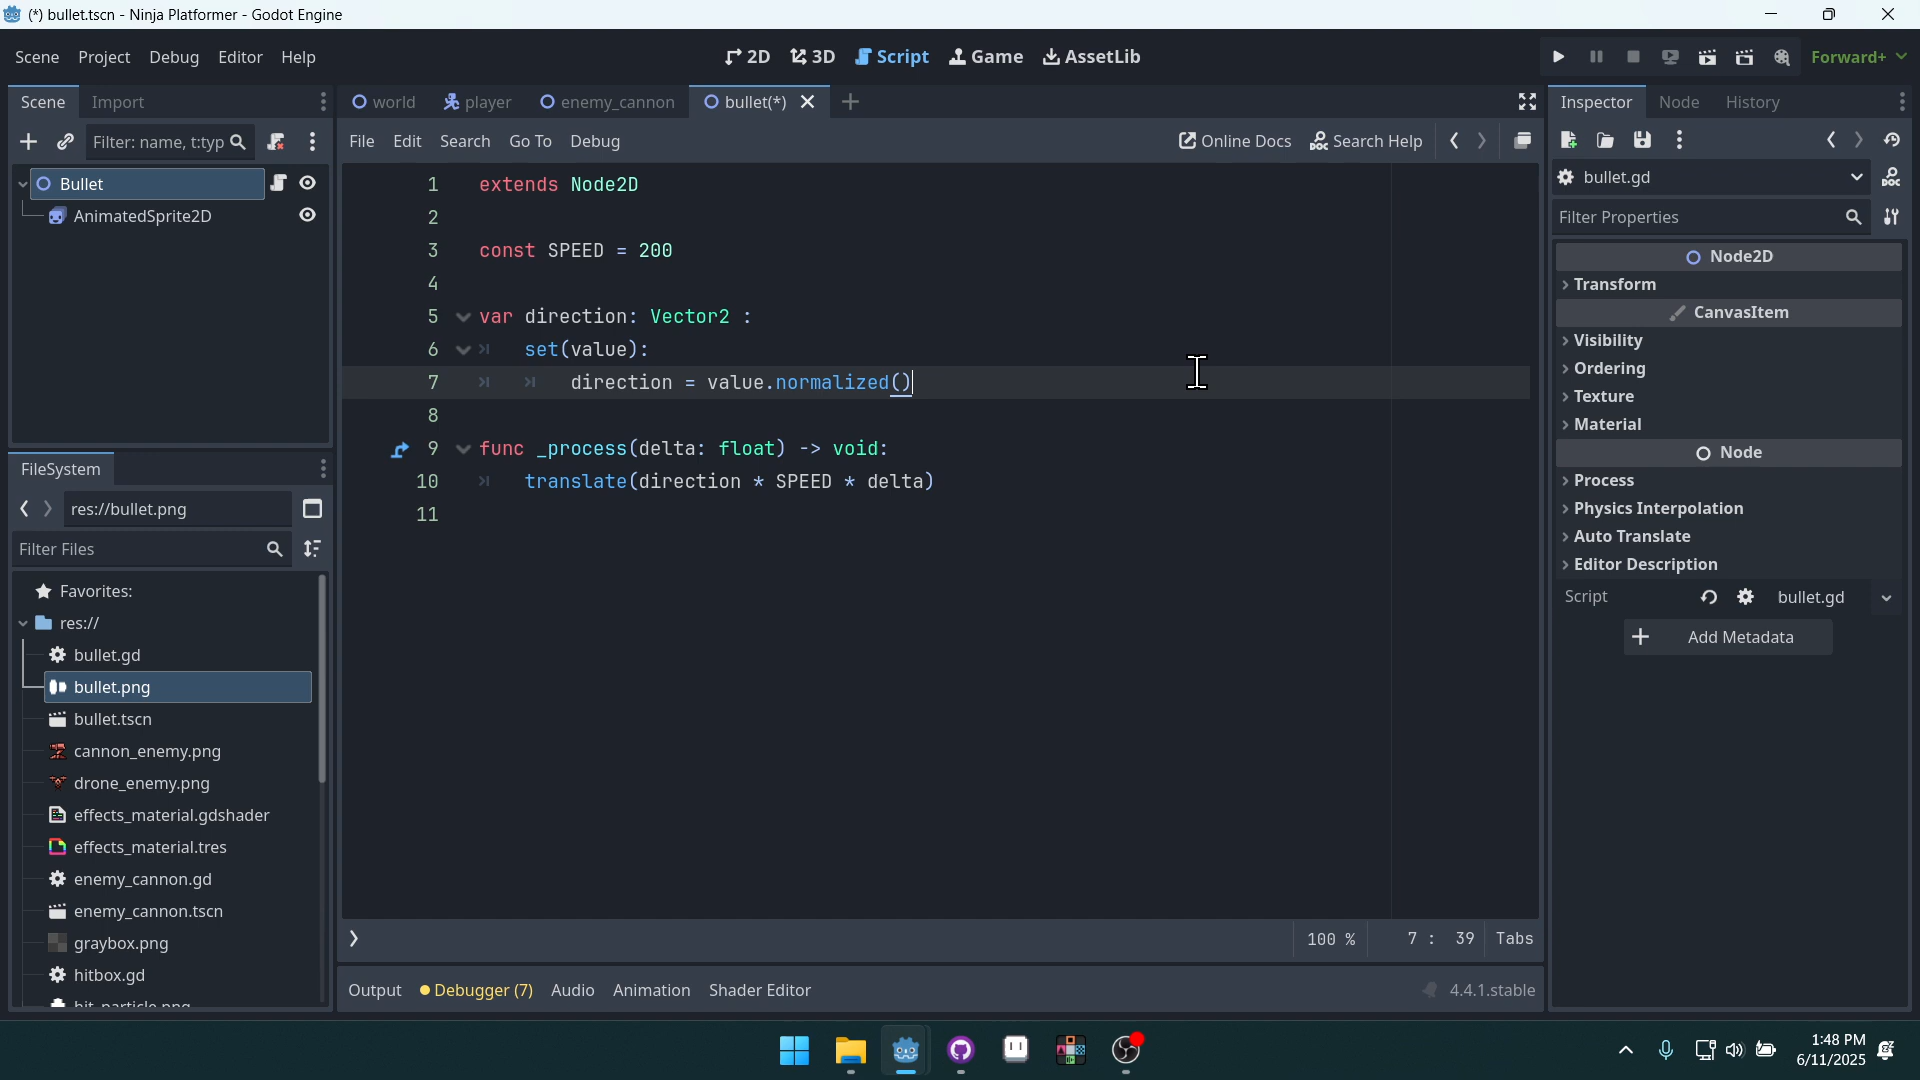 (*) bullet.tscn - Ninja Platformer - Godot Engine
Scene Project Debug Editor Help
2D 3D Script Game AssetLib
Forward+
Scene Import
Filter: name, t:typ
Bullet
AnimatedSprite2D
FileSystem
res://bullet.png
Filter Files
Favorites:
res://
bullet.gd
bullet.png
bullet.tscn
cannon_enemy.png
drone_enemy.png
effects_material.gdshader
effects_material.tres
enemy_cannon.gd
enemy_cannon.tscn
graybox.png
hitbox.gd
hit_particle.png
world player enemy_cannon bullet(*)
File Edit Search Go To Debug
Online Docs Search Help
1 extends Node2D
2
3 const SPEED = 200
4
5 var direction: Vector2 :
6 set(value):
7 direction = value.normalized()
8
9 func _process(delta: float) -> void:
10 translate(direction * SPEED * delta)
11
100 % 7 : 39 Tabs
Output Debugger (7) Audio Animation Shader Editor
4.4.1.stable
Inspector Node History
bullet.gd
Filter Properties
Node2D
Transform
CanvasItem
Visibility
Ordering
Texture
Material
Node
Process
Physics Interpolation
Auto Translate
Editor Description
Script bullet.gd
Add Metadata
1:48 PM
6/11/2025